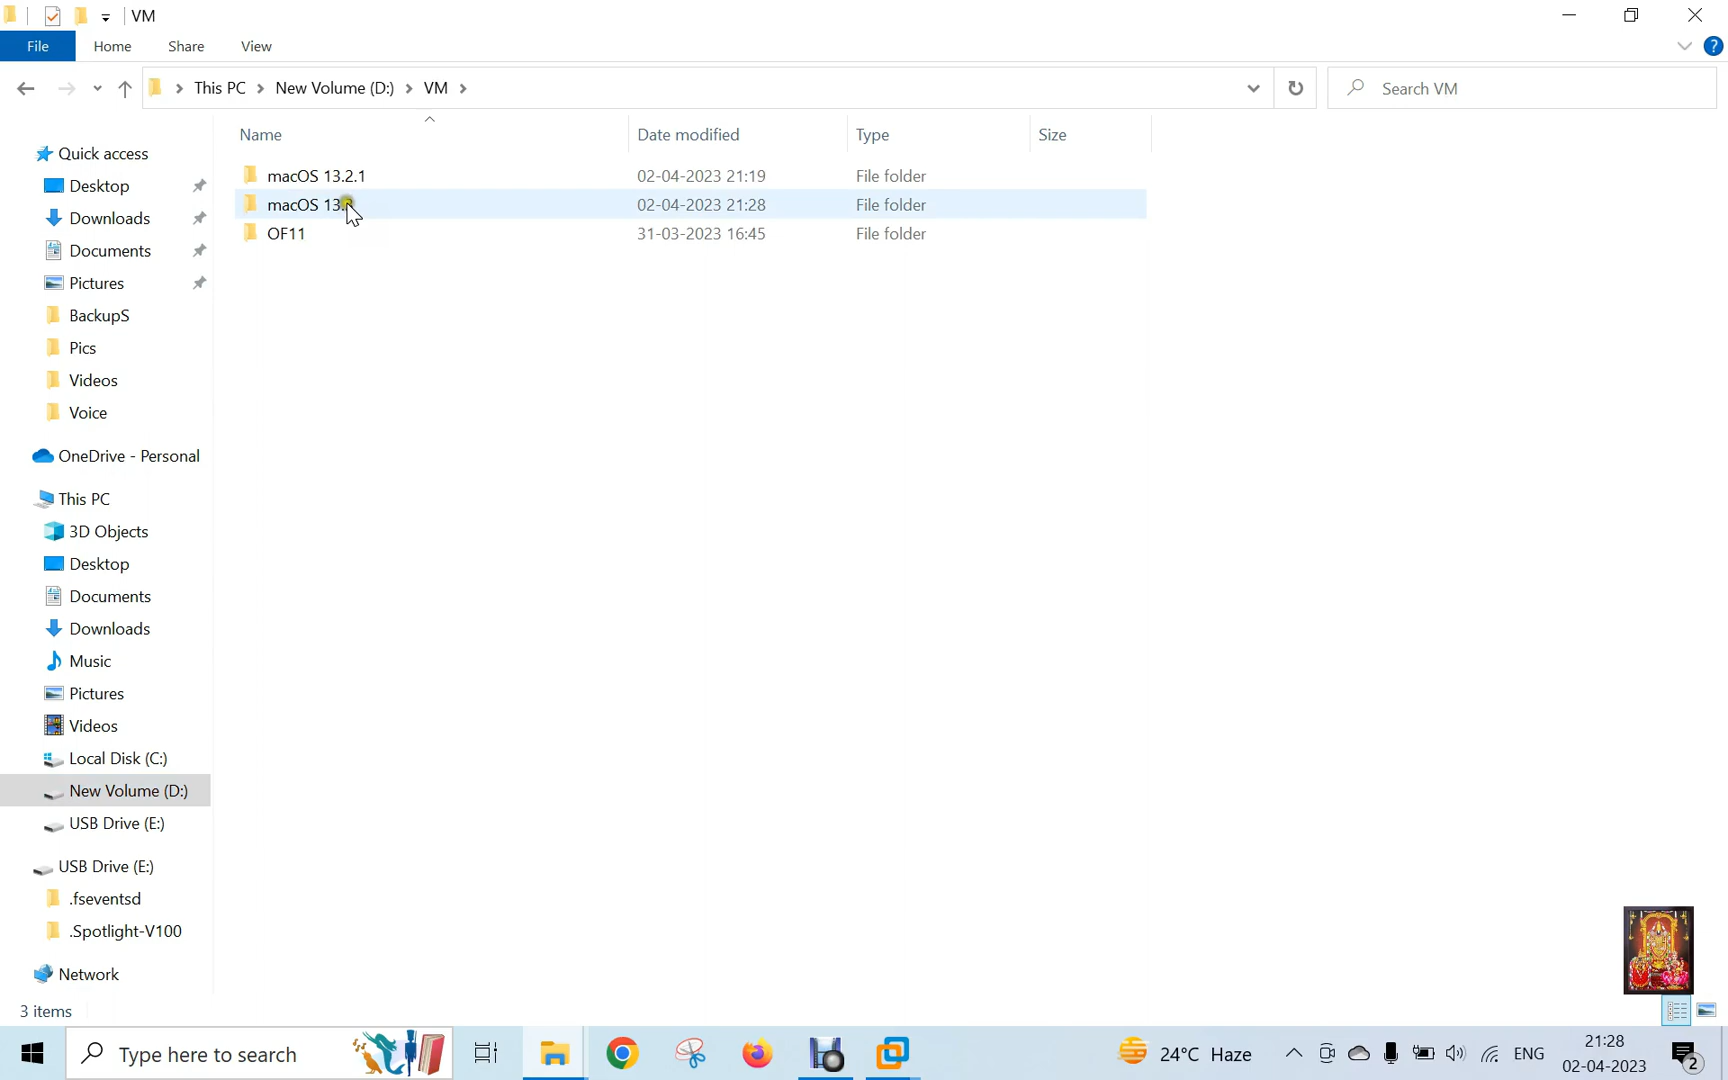 VM
File Home Share View
This PC New Volume (D:) VM
Search VM
Name Date modified Type Size
macOS 13.2.1 02-04-2023 21:19 File folder
macOS 02-04-2023 21:28 File folder
OF11 31-03-2023 16:45 File folder
Quick access
Desktop
Downloads
Documents
Pictures
BackupS
Pics
Videos
Voice
OneDrive - Personal
This PC
3D Objects
Desktop
Documents
Downloads
Music
Pictures
Videos
Local Disk (C:)
New Volume (D:)
USB Drive (E:)
USB Drive (E:)
.fseventsd
.Spotlight-V100
Network
3 items
Type here to search
24°C Haze
ENG
21:28
02-04-2023
2